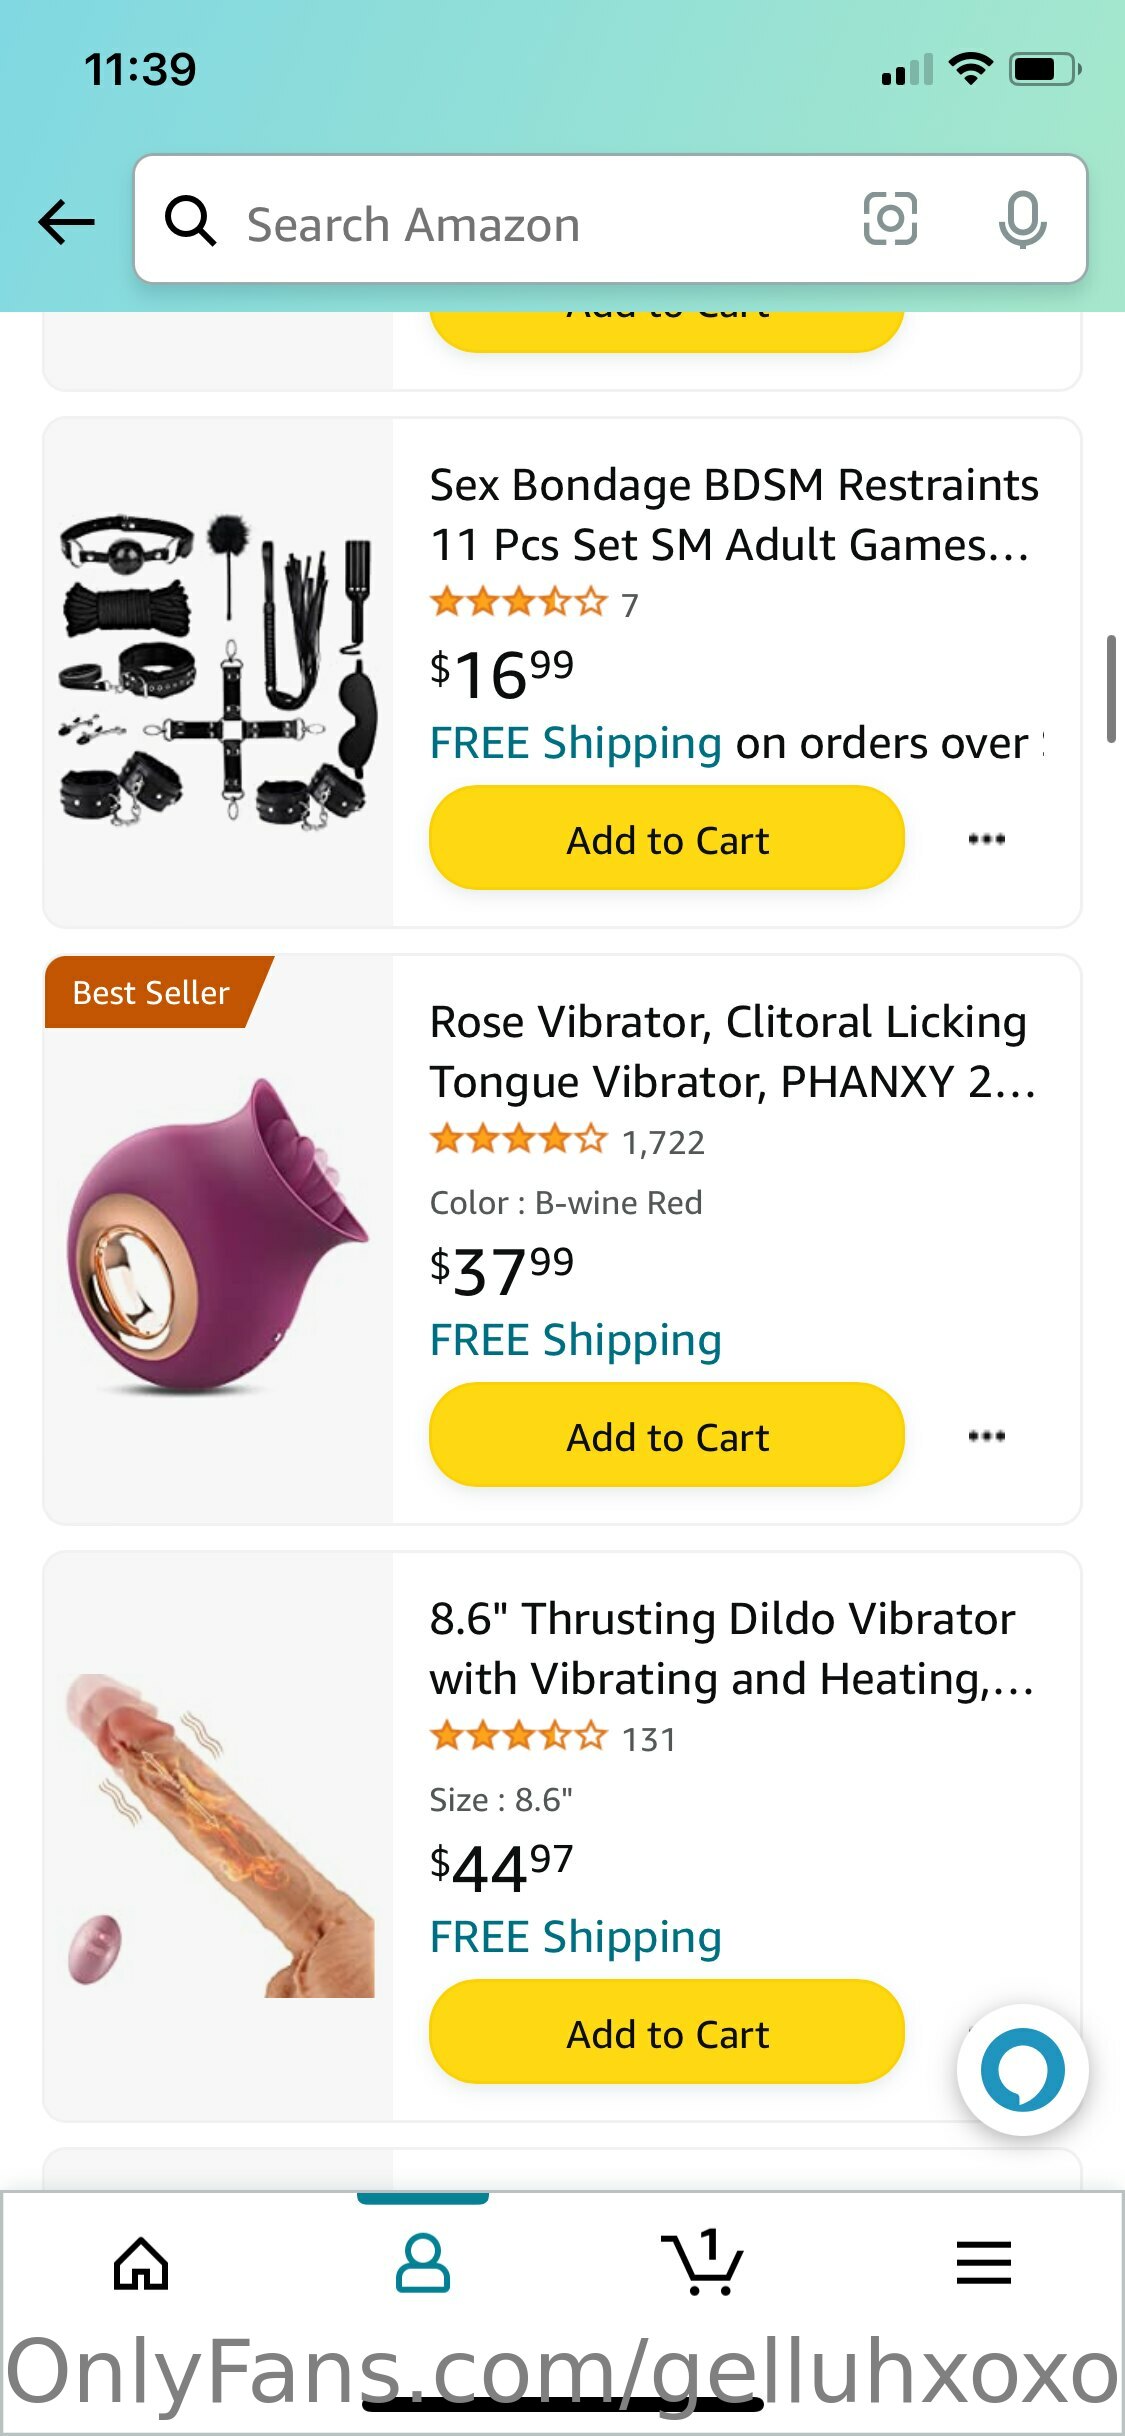 11:39
Search Amazon
Add to Cart
Sex Bondage BDSM Restraints
11 Pcs Set SM Adult Games...
7
$16.99
FREE Shipping on orders over
Add to Cart
Best Seller
Rose Vibrator, Clitoral Licking
Tongue Vibrator, PHANXY 2...
1,722
Color : B-wine Red
$37.99
FREE Shipping
Add to Cart
8.6" Thrusting Dildo Vibrator
with Vibrating and Heating,...
131
Size : 8.6"
$44.97
FREE Shipping
Add to Cart
1
OnlyFans.com/gelluhxoxo